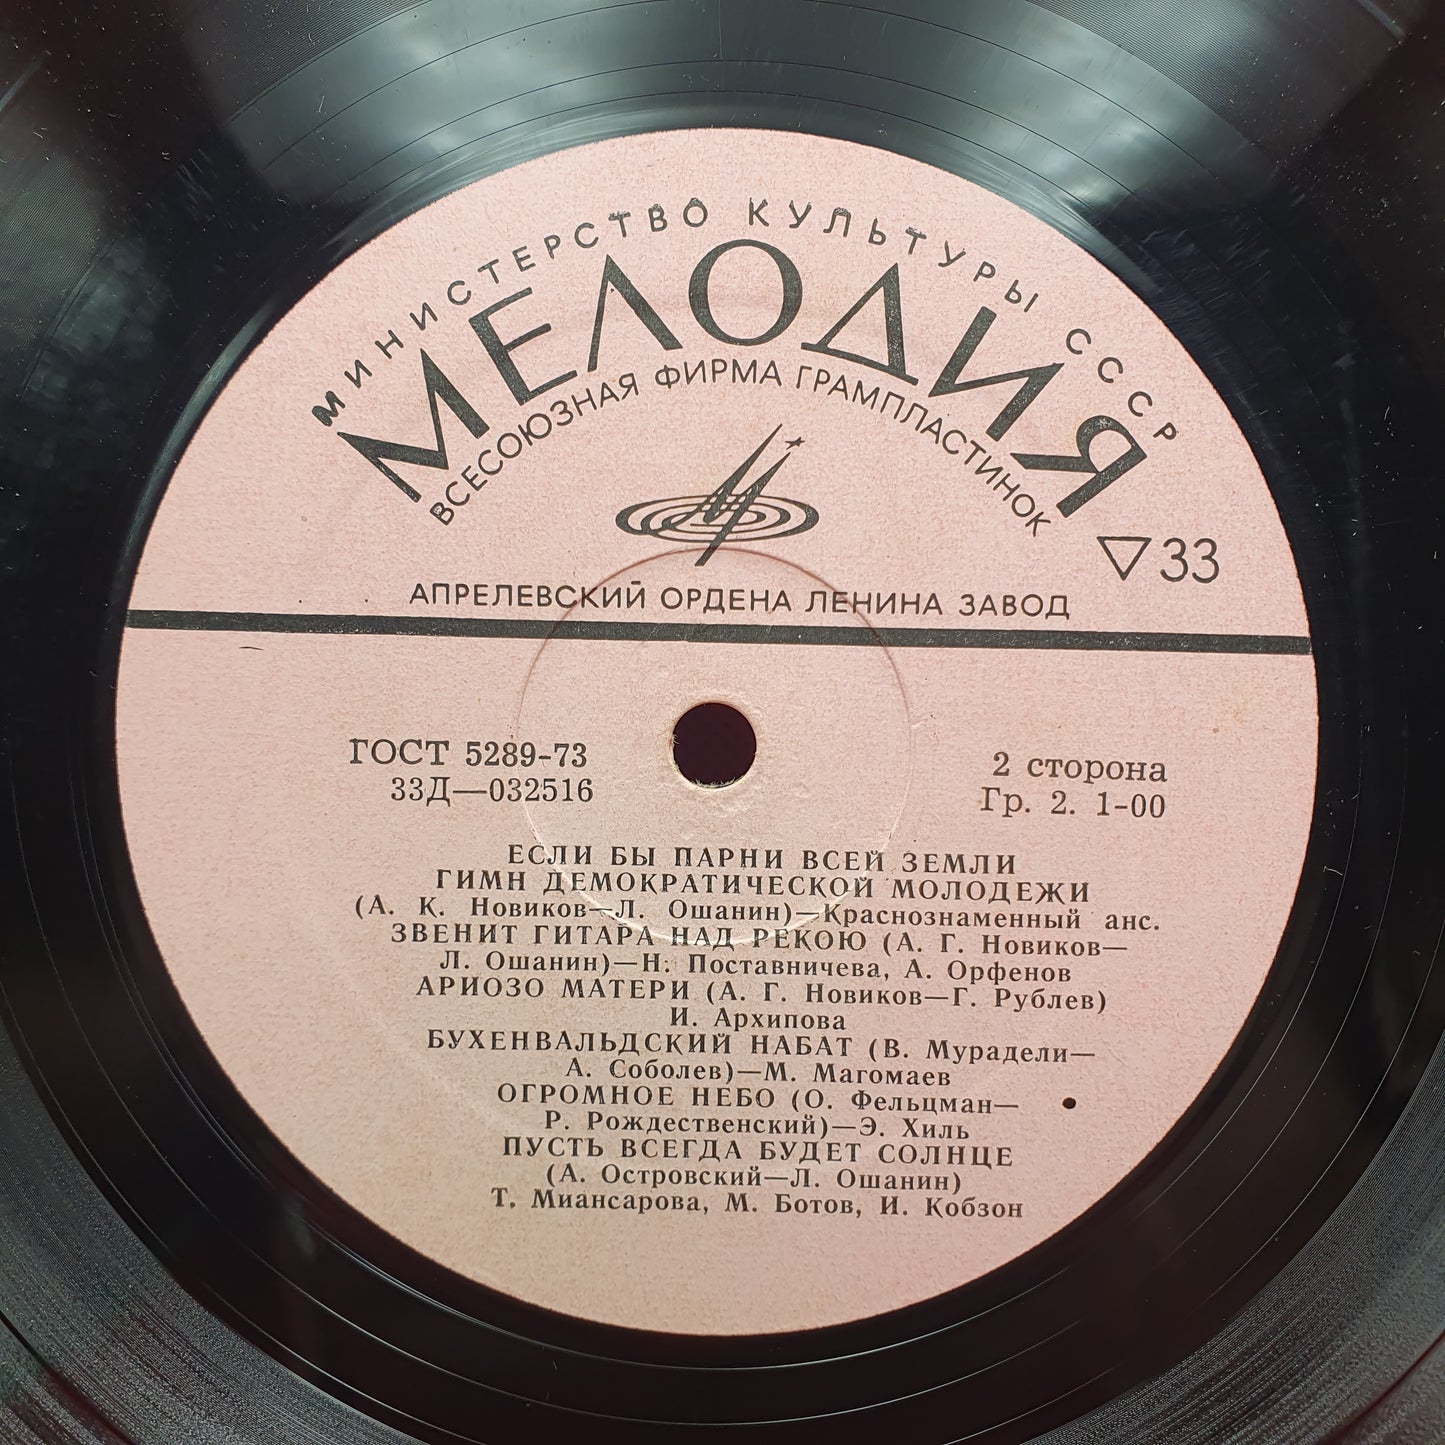 МИНИСТЕРСТВО КУЛЬТУРЫ СССР
МЕЛОДИЯ
ВСЕСОЮЗНАЯ ФИРМА ГРАМПЛАСТИНОК
▽33
АПРЕЛЕВСКИЙ ОРДЕНА ЛЕНИНА ЗАВОД
ГОСТ 5289-73
33Д—032516
2 сторона
Гр. 2. 1-00
ЕСЛИ БЫ ПАРНИ ВСЕЙ ЗЕМЛИ
ГИМН ДЕМОКРАТИЧЕСКОЙ МОЛОДЕЖИ
(А. К. Новиков—Л. Ошанин)—Краснознаменный анс.
ЗВЕНИТ ГИТАРА НАД РЕКОЮ (А. Г. Новиков—
Л. Ошанин)—Н. Поставничева, А. Орфенов
АРИОЗО МАТЕРИ (А. Г. Новиков—Г. Рублев)
И. Архипова
БУХЕНВАЛЬДСКИЙ НАБАТ (В. Мурадели—
А. Соболев)—М. Магомаев
ОГРОМНОЕ НЕБО (О. Фельцман—
Р. Рождественский)—Э. Хиль
ПУСТЬ ВСЕГДА БУДЕТ СОЛНЦЕ
(А. Островский—Л. Ошанин)
Т. Миансарова, М. Ботов, И. Кобзон